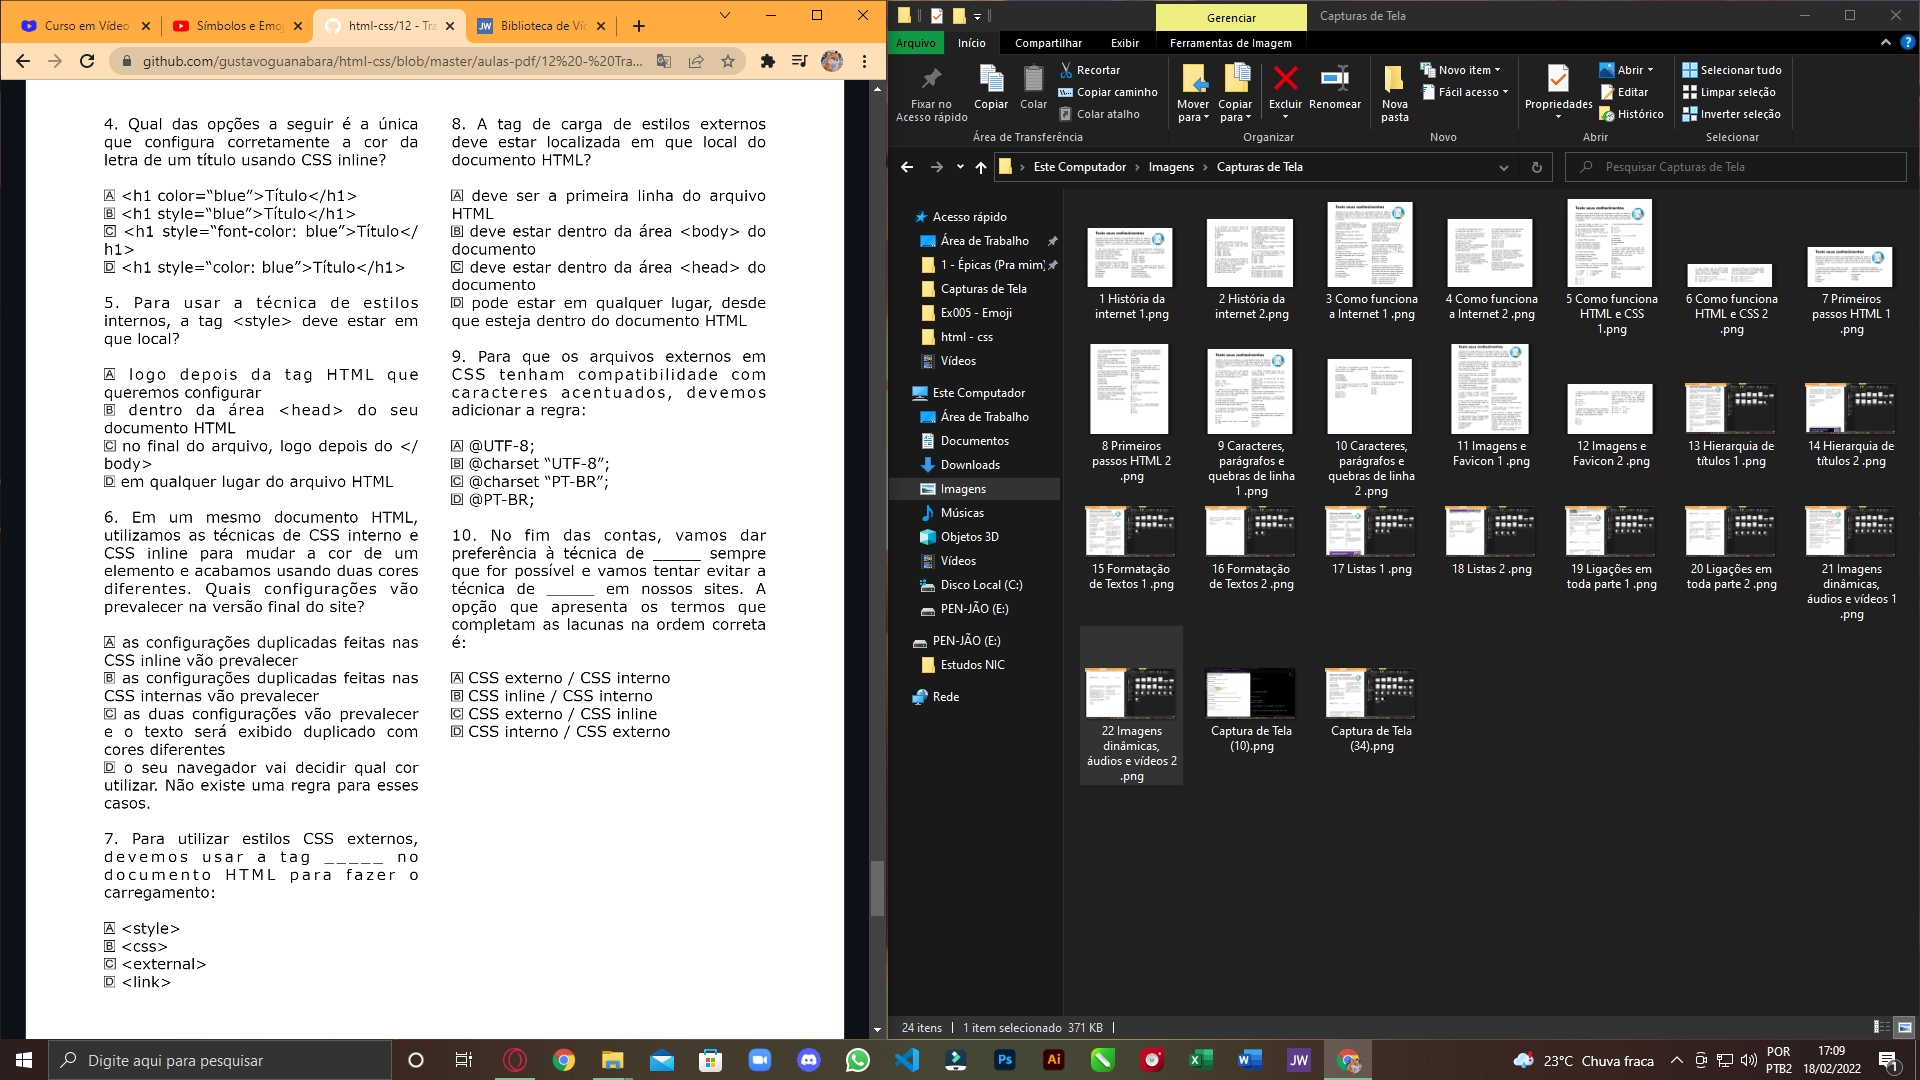 Curso em Vídeo
Símbolos e Emoj
html-css/12 - Tra
Biblioteca de Ví
github.com/gustavoguanabara/html-css/blob/master/aulas-pdf/12%20-%20Tra...
4. Qual das opções a seguir é a única
que configura corretamente a cor da
letra de um título usando CSS inline?
A <h1 color=“blue”>Título</h1>
B <h1 style=“blue”>Título</h1>
C <h1 style=“font-color: blue”>Título</
h1>
D <h1 style=“color: blue”>Título</h1>
5. Para usar a técnica de estilos
internos, a tag <style> deve estar em
que local?
A logo depois da tag HTML que
queremos configurar
B dentro da área <head> do seu
documento HTML
C no final do arquivo, logo depois do </
body>
D em qualquer lugar do arquivo HTML
6. Em um mesmo documento HTML,
utilizamos as técnicas de CSS interno e
CSS inline para mudar a cor de um
elemento e acabamos usando duas cores
diferentes. Quais configurações vão
prevalecer na versão final do site?
A as configurações duplicadas feitas nas
CSS inline vão prevalecer
B as configurações duplicadas feitas nas
CSS internas vão prevalecer
C as duas configurações vão prevalecer
e o texto será exibido duplicado com
cores diferentes
D o seu navegador vai decidir qual cor
utilizar. Não existe uma regra para esses
casos.
7. Para utilizar estilos CSS externos,
devemos usar a tag _____ no
documento HTML para fazer o
carregamento:
A <style>
B <css>
C <external>
D <link>
8. A tag de carga de estilos externos
deve estar localizada em que local do
documento HTML?
A deve ser a primeira linha do arquivo
HTML
B deve estar dentro da área <body> do
documento
C deve estar dentro da área <head> do
documento
D pode estar em qualquer lugar, desde
que esteja dentro do documento HTML
9. Para que os arquivos externos em
CSS tenham compatibilidade com
caracteres acentuados, devemos
adicionar a regra:
A @UTF-8;
B @charset “UTF-8”;
C @charset “PT-BR”;
D @PT-BR;
10. No fim das contas, vamos dar
preferência à técnica de _____ sempre
que for possível e vamos tentar evitar a
técnica de _____ em nossos sites. A
opção que apresenta os termos que
completam as lacunas na ordem correta
é:
A CSS externo / CSS interno
B CSS inline / CSS interno
C CSS externo / CSS inline
D CSS interno / CSS externo
Gerenciar
Capturas de Tela
Arquivo Início Compartilhar Exibir Ferramentas de Imagem
Fixar no
Acesso rápido
Copiar
Colar
Recortar
Copiar caminho
Colar atalho
Área de Transferência
Mover
para
Copiar
para
Excluir
Renomear
Organizar
Nova
pasta
Novo item
Fácil acesso
Novo
Propriedades
Abrir
Editar
Histórico
Abrir
Selecionar tudo
Limpar seleção
Inverter seleção
Selecionar
Este Computador > Imagens > Capturas de Tela
Pesquisar Capturas de Tela
Acesso rápido
Área de Trabalho
1 - Épicas (Pra mim)
Capturas de Tela
Ex005 - Emoji
html - css
Vídeos
Este Computador
Área de Trabalho
Documentos
Downloads
Imagens
Músicas
Objetos 3D
Vídeos
Disco Local (C:)
PEN-JÃO (E:)
PEN-JÃO (E:)
Estudos NIC
Rede
1 História da
internet 1.png
2 História da
internet 2.png
3 Como funciona
a Internet 1 .png
4 Como funciona
a Internet 2 .png
5 Como funciona
HTML e CSS
1.png
6 Como funciona
HTML e CSS 2
.png
7 Primeiros
passos HTML 1
.png
8 Primeiros
passos HTML 2
.png
9 Caracteres,
parágrafos e
quebras de linha
1 .png
10 Caracteres,
parágrafos e
quebras de linha
2 .png
11 Imagens e
Favicon 1 .png
12 Imagens e
Favicon 2 .png
13 Hierarquia de
títulos 1 .png
14 Hierarquia de
títulos 2 .png
15 Formatação
de Textos 1 .png
16 Formatação
de Textos 2 .png
17 Listas 1 .png
18 Listas 2 .png
19 Ligações em
toda parte 1 .png
20 Ligações em
toda parte 2 .png
21 Imagens
dinâmicas,
áudios e vídeos 1
.png
22 Imagens
dinâmicas,
áudios e vídeos 2
.png
Captura de Tela
(10).png
Captura de Tela
(34).png
24 itens
1 item selecionado 371 KB
Digite aqui para pesquisar
23°C Chuva fraca
POR
PTB2
17:09
18/02/2022
1